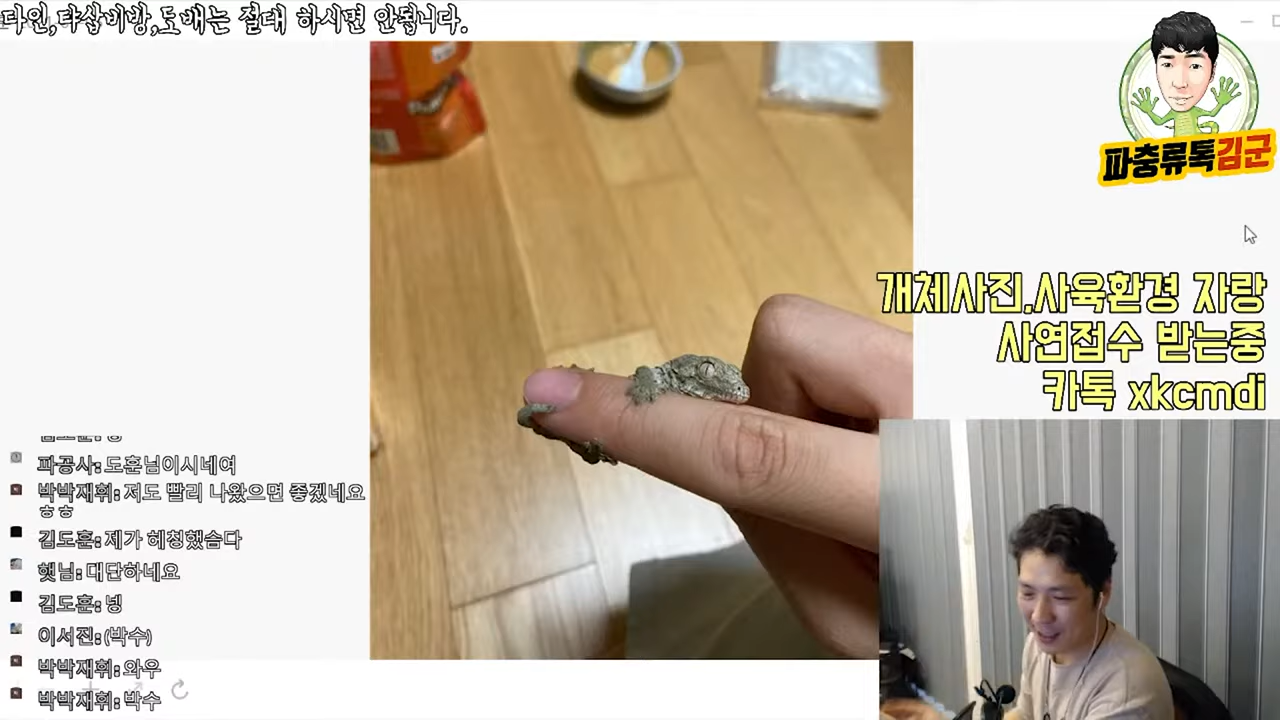 다인,타샵비방,도배는 절대 하시면 안됩니다.
파충류톡김군
개체사진.사육환경 자랑
사연접수 받는중
카톡 xkcmdi
파공사: 도훈님이시네여
박박재휘: 저도 빨리 나왔으면 좋겠네요
ㅎㅎ
김도훈: 제가 헤칭했슴다
햇님: 대단하네요
김도훈: 넹
이서진: (박수)
박박재휘: 와우
박박재휘: 박수